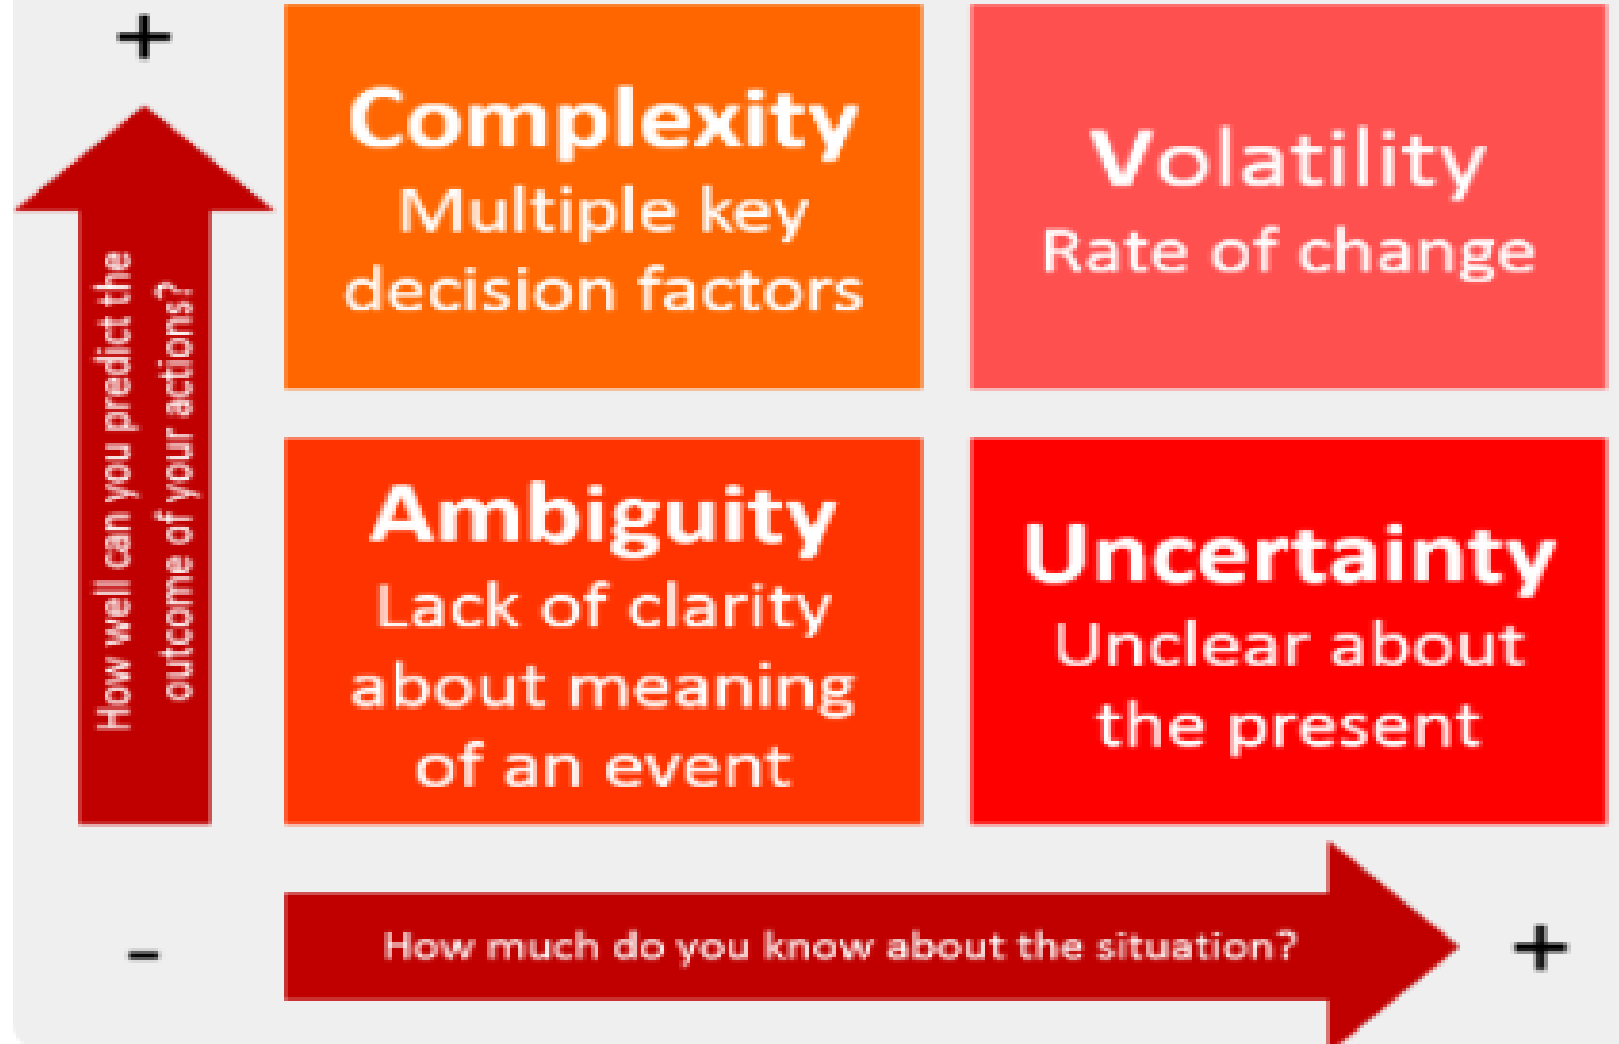 +
Complexity
Multiple key
decision factors
Volatility
Rate of change
How well can you predict the
outcome of your actions?
Ambiguity
Lack of clarity
about meaning
of an event
Uncertainty
Unclear about
the present
-
How much do you know about the situation?
+